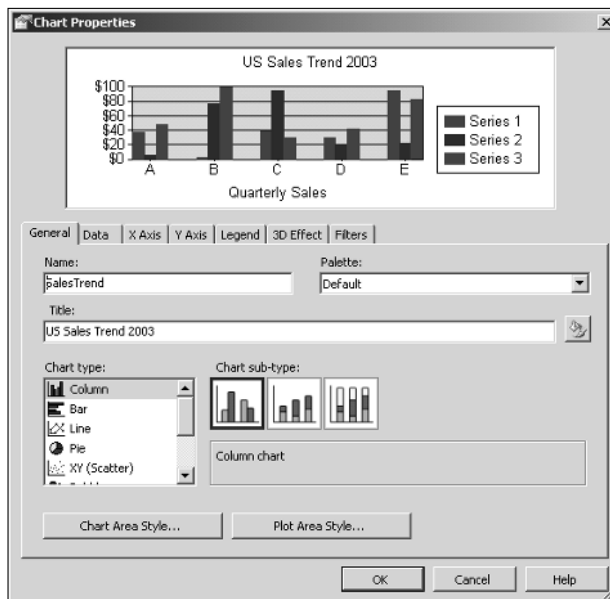 Chart Properties
US Sales Trend 2003
$100
$80
$60
$40
$20
$0
A B C D E
Quarterly Sales
Series 1
Series 2
Series 3
General Data X Axis Y Axis Legend 3D Effect Filters
Name: Palette:
salesTrend Default
Title:
US Sales Trend 2003
Chart type: Chart sub-type:
Column
Bar
Line
Pie
XY (Scatter)
Column chart
Chart Area Style... Plot Area Style...
OK Cancel Help